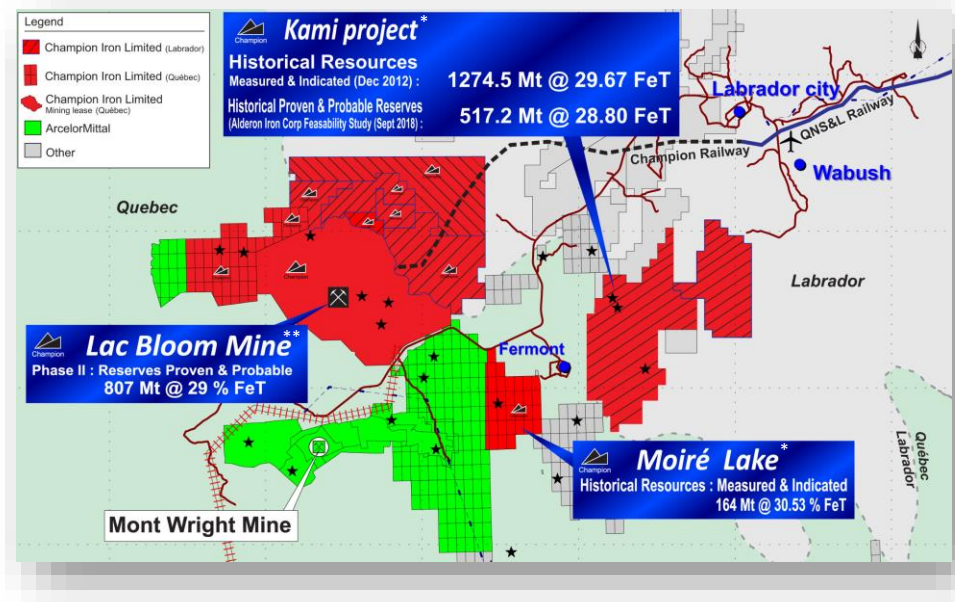 Legend
Champion Iron Limited (Labrador)
Champion Iron Limited (Québec)
Champion Iron Limited
Mining lease (Québec)
ArcelorMittal
Other
Champion
Kami project*
Historical Resources
Measured & Indicated (Dec 2012) : 1274.5 Mt @ 29.67 FeT
Historical Proven & Probable Reserves
(Alderon Iron Corp Feasability Study (Sept 2018) : 517.2 Mt @ 28.80 FeT
Labrador city
QNS&L Railway
Champion Railway
Wabush
Quebec
Labrador
Champion
Lac Bloom Mine**
Phase II : Reserves Proven & Probable
807 Mt @ 29 % FeT
Fermont
Champion
Moiré Lake*
Historical Resources : Measured & Indicated
164 Mt @ 30.53 % FeT
Mont Wright Mine
Québec
Labrador